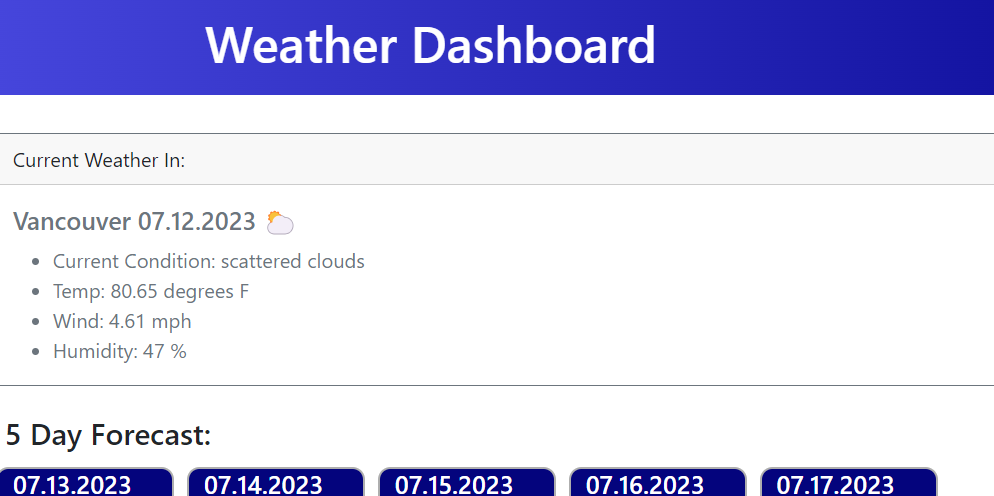 Weather Dashboard
Current Weather In:
Vancouver 07.12.2023
Current Condition: scattered clouds
Temp: 80.65 degrees F
Wind: 4.61 mph
Humidity: 47 %
5 Day Forecast:
07.13.2023 07.14.2023 07.15.2023 07.16.2023 07.17.2023